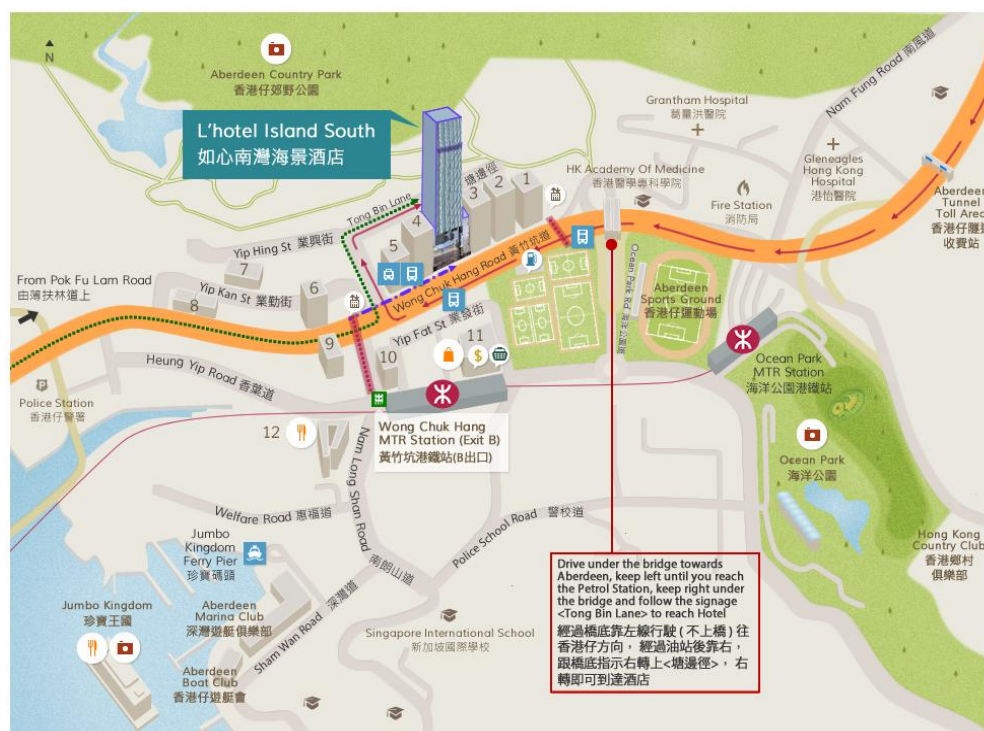 N
Aberdeen Country Park
香港仔郊野公園
L'hotel Island South
如心南灣海景酒店
Grantham Hospital
葛量洪醫院
Nam Fung Road 南風道
HK Academy Of Medicine
香港醫學專科學院
Gleneagles
Hong Kong
Hospital
港怡醫院
Fire Station
消防局
Aberdeen
Tunnel
Toll Area
香港仔隧道
收費站
Tong Bin Lane
塘邊徑
1
2
3
4
5
Yip Hing St 業興街
7
From Pok Fu Lam Road
由薄扶林道上
Yip Kan St 業勤街
6
8
Wong Chuk Hang Road 黃竹坑道
Ocean Park Rd 海洋公園道
Aberdeen
Sports Ground
香港仔運動場
Yip Fat St 業發街
9
10
11
$
Heung Yip Road 香葉道
Police Station
香港仔警署
Ocean Park
MTR Station
海洋公園港鐵站
Wong Chuk Hang
MTR Station (Exit B)
黃竹坑港鐵站(B出口)
12
Ocean Park
海洋公園
Nam Long Shan Road 南朗山道
Welfare Road 惠福道
Police School Road 警校道
Jumbo
Kingdom
Ferry Pier
珍寶碼頭
Hong Kong
Country Club
香港鄉村
俱樂部
Drive under the bridge towards
Aberdeen, keep left until you reach
the Petrol Station, keep right under
the bridge and follow the signage
<Tong Bin Lane> to reach Hotel
經過橋底靠左線行駛 ( 不上橋 ) 往
香港仔方向， 經過油站後靠右，
跟橋底指示右轉上<塘邊徑>， 右
轉即可到達酒店
Jumbo Kingdom
珍寶王國
Aberdeen
Marina Club
深灣遊艇俱樂部
Sham Wan Road 深灣道
Singapore International School
新加坡國際學校
Aberdeen
Boat Club
香港仔遊艇會